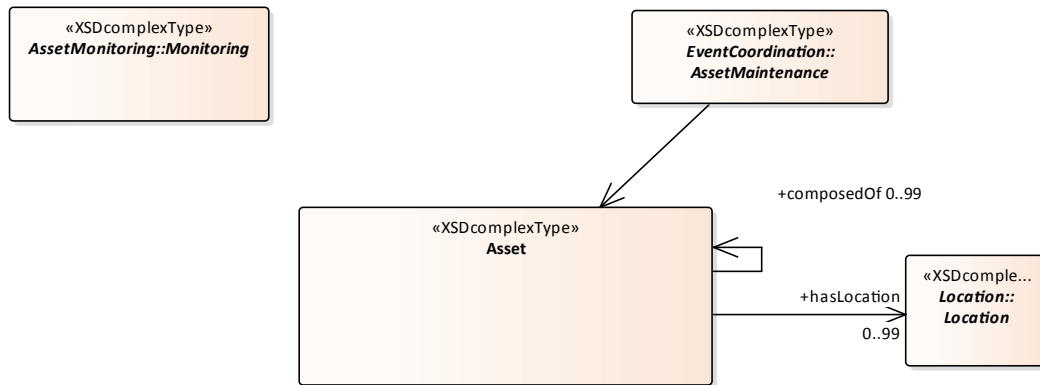 «XSDcomplexType»
AssetMonitoring::Monitoring
«XSDcomplexType»
EventCoordination::
AssetMaintenance
+composedOf 0..99
«XSDcomplexType»
Asset
+hasLocation
0..99
«XSDcomple...
Location::
Location